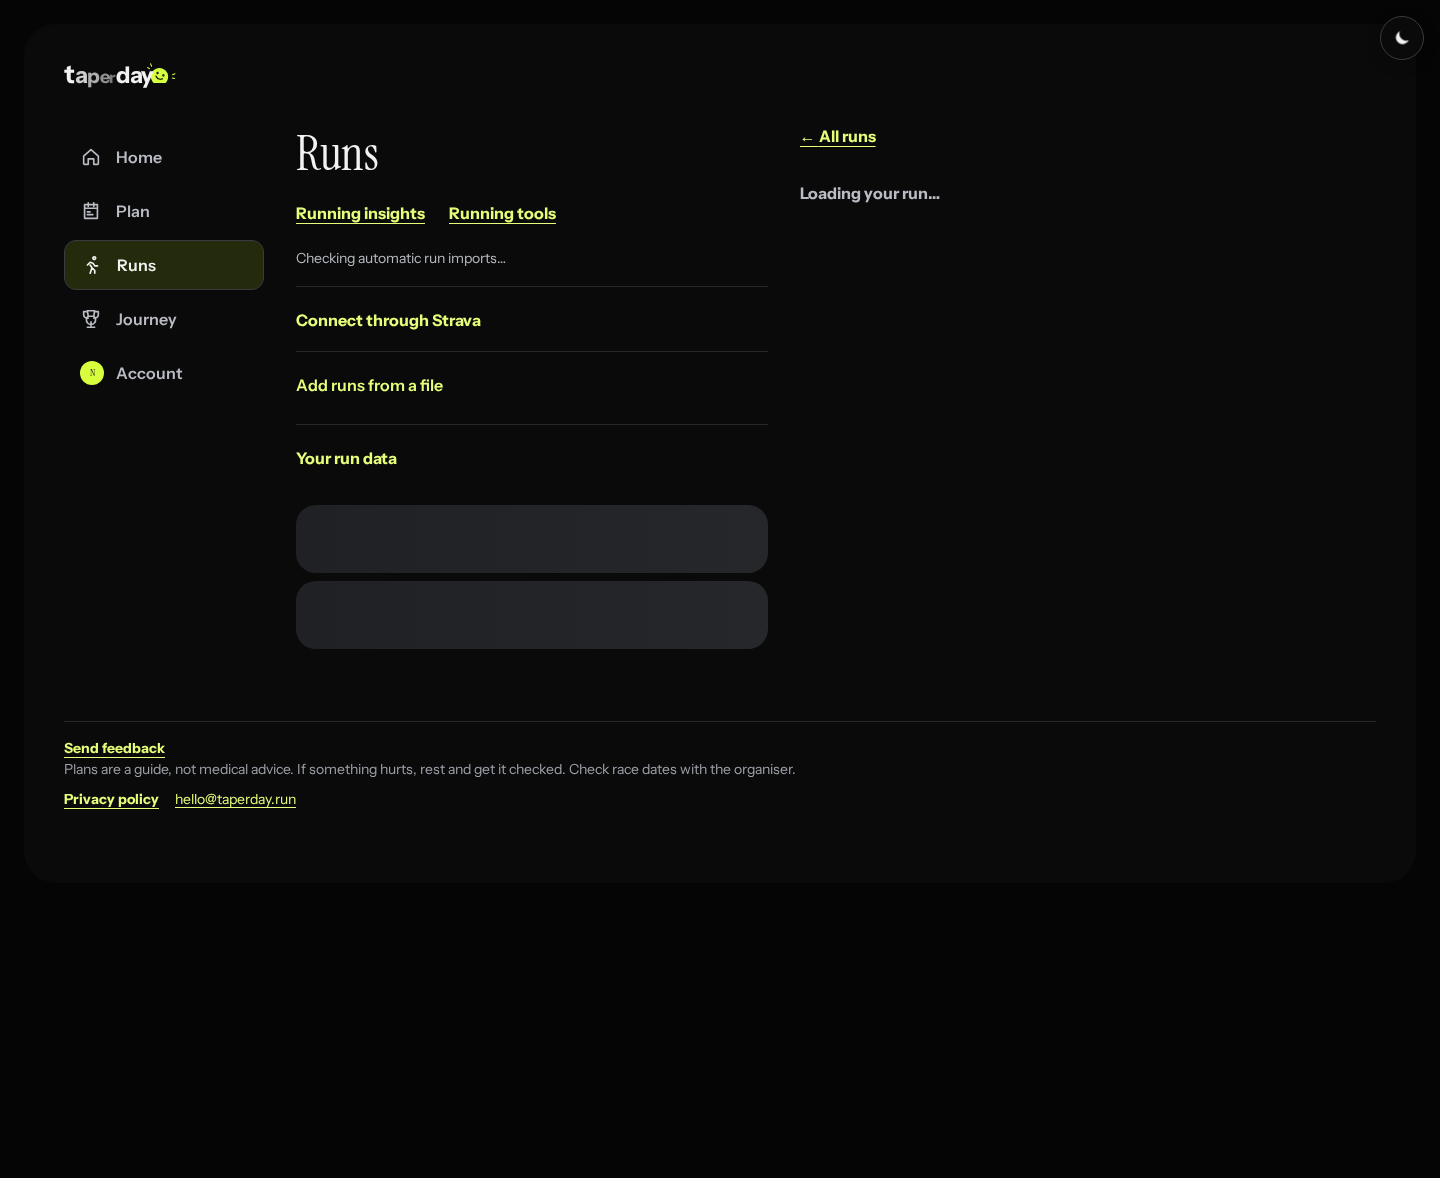 taperday
Home
Plan
Runs
Journey
N
Account
Runs
Running insights Running tools
Checking automatic run imports...
Connect through Strava
Add runs from a file
Your run data
← All runs
Loading your run...
Send feedback
Plans are a guide, not medical advice. If something hurts, rest and get it checked. Check race dates with the organiser.
Privacy policy hello@taperday.run